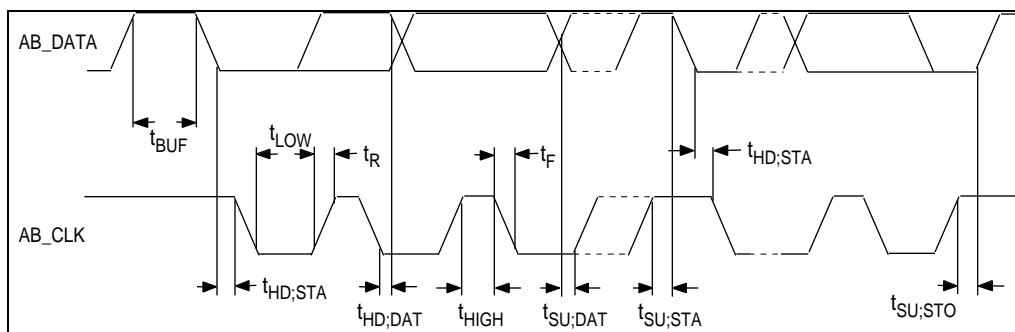 AB_DATA
tBUF
tLOW
tR
tF
tHD;STA
AB_CLK
tHD;STA
tHD;DAT
tHIGH
tSU;DAT
tSU;STA
tSU;STO